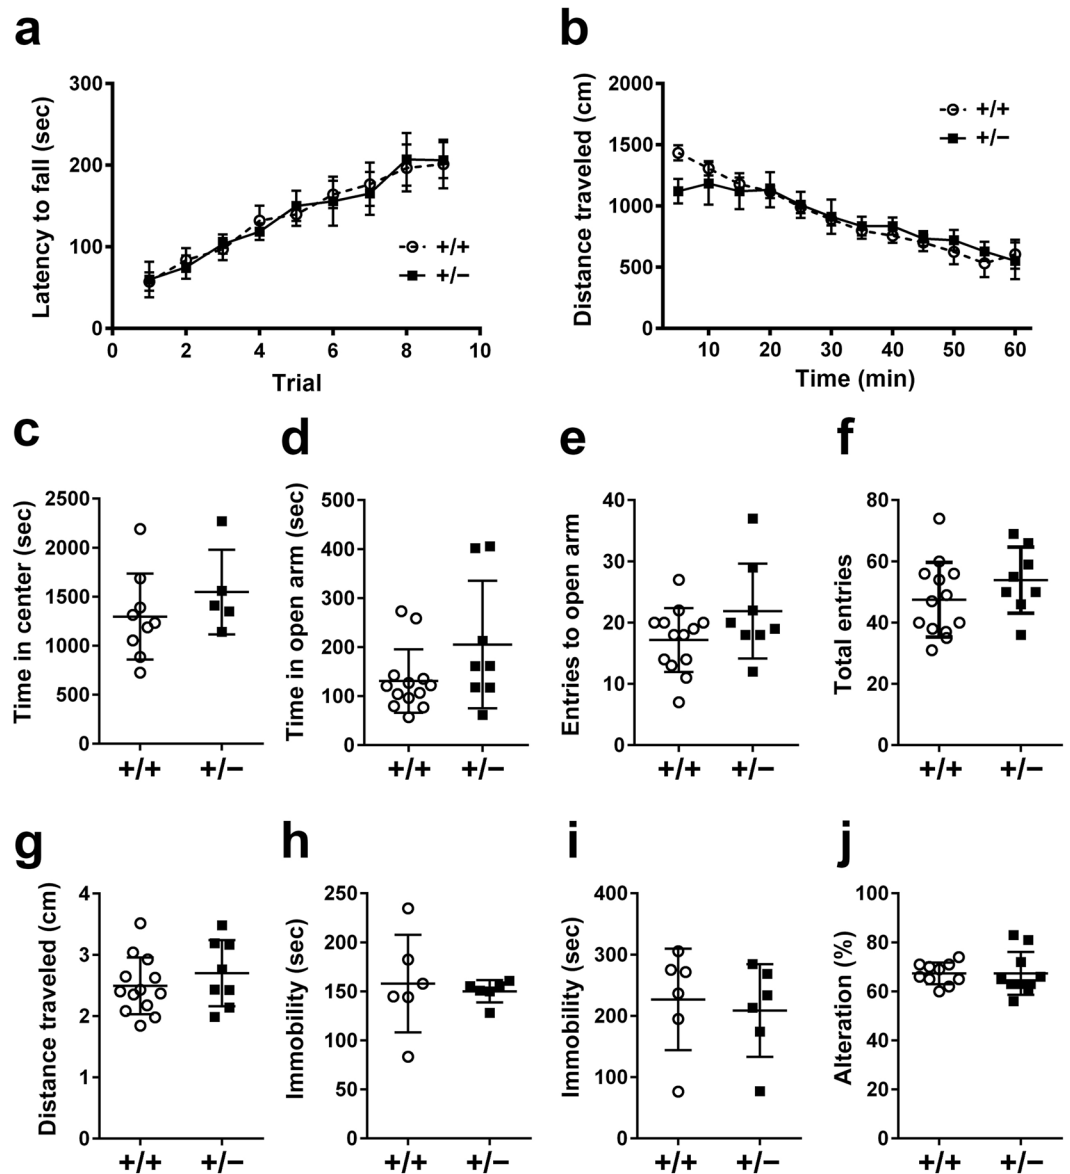 a
Latency to fall (sec)
300
200
100
0
0 2 4 6 8 10
Trial
+/+
+/−
b
Distance traveled (cm)
2000
1500
1000
500
0
10 20 30 40 50 60
Time (min)
+/+
+/−
c
Time in center (sec)
2500
2000
1500
1000
500
0
+/+ +/−
d
Time in open arm (sec)
500
400
300
200
100
0
+/+ +/−
e
Entries to open arm
40
30
20
10
0
+/+ +/−
f
Total entries
80
60
40
20
0
+/+ +/−
g
Distance traveled (cm)
4
3
2
1
0
+/+ +/−
h
Immobility (sec)
250
200
150
100
50
0
+/+ +/−
i
Immobility (sec)
400
300
200
100
0
+/+ +/−
j
Alteration (%)
100
80
60
40
20
0
+/+ +/−